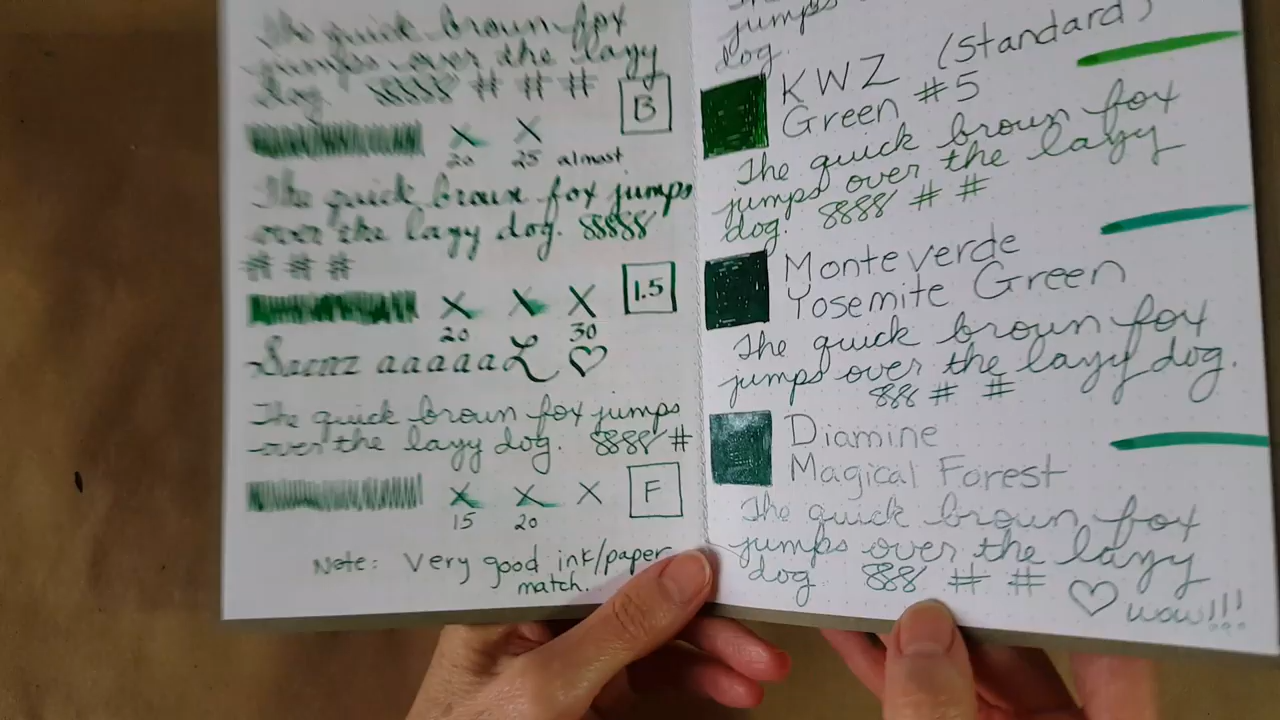 The quick brown fox
jumps over the lazy
dog. 88888 # # #
B
X X
20 25 almost
The quick brown fox jumps
over the lazy dog. 88888
# # #
1.5
X X X
20 30
aaaaa L ♡
The quick brown fox jumps
over the lazy dog. 8888 #
F
X X X
15 20
Note: Very good ink/paper
match.
jumps
dog.
KWZ (Standard)
Green #5
The quick brown fox
jumps over the lazy
dog. 8888 # #
Monteverde
Yosemite Green
The quick brown fox
jumps over the lazy dog.
888 # #
Diamine
Magical Forest
The quick brown fox
jumps over the lazy
dog 888 # #
♡ wow!!!